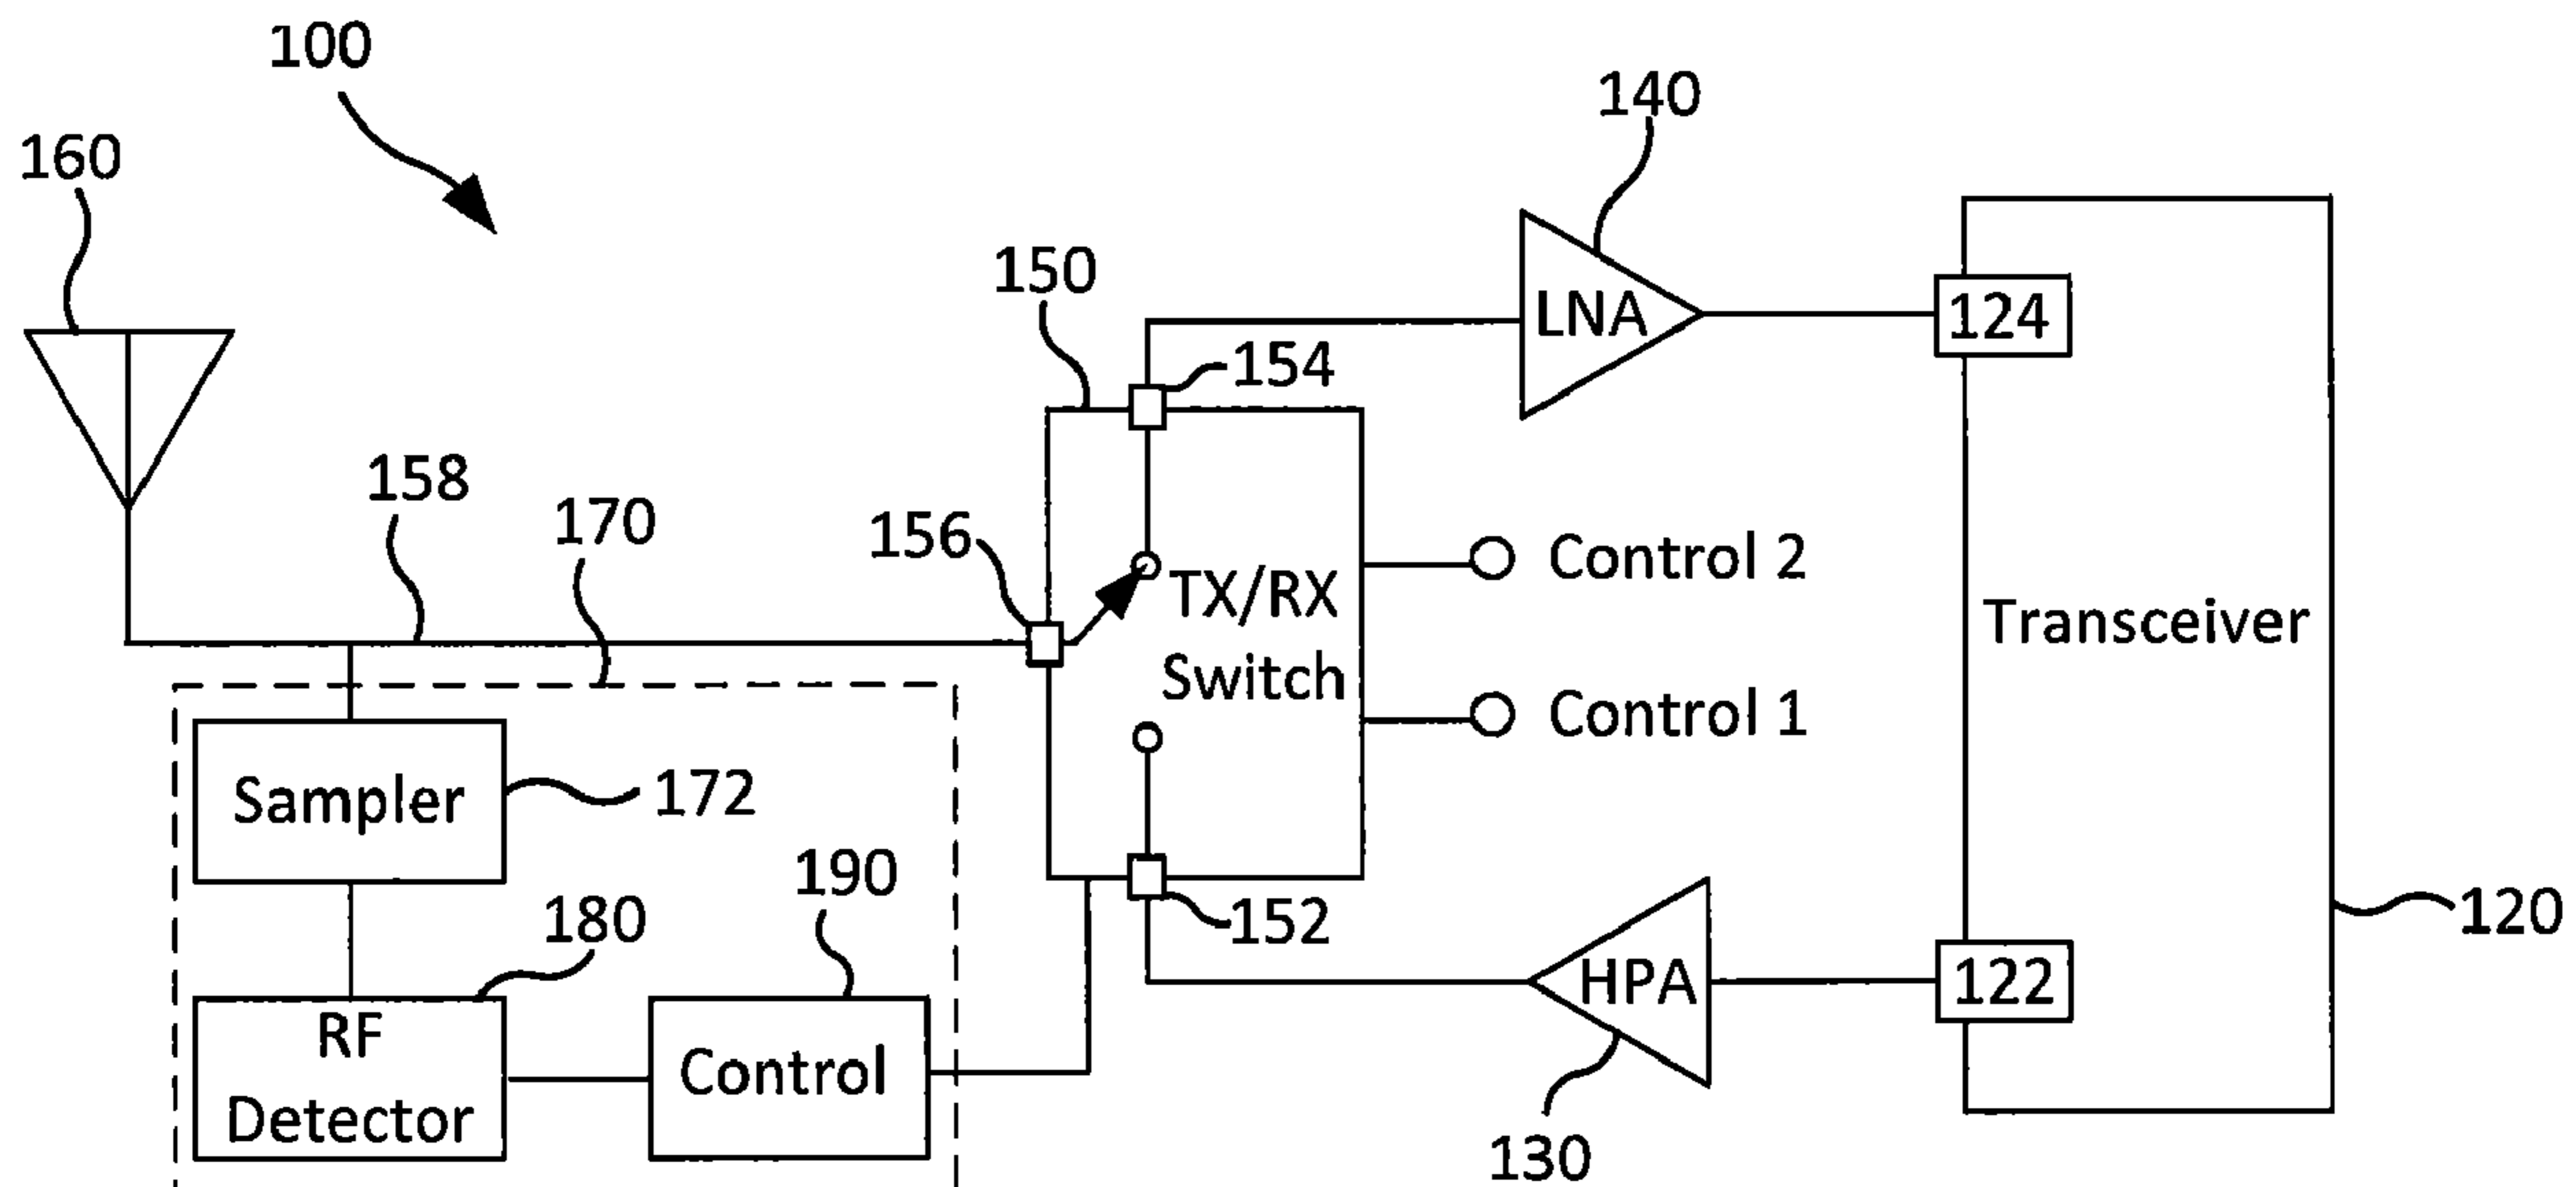 100
140
160
150
LNA
124
154
158
170
156
Control 2
TX/RX
Switch
Transceiver
Control 1
Sampler
172
190
180
152
120
HPA
122
RF
Detector
Control
130